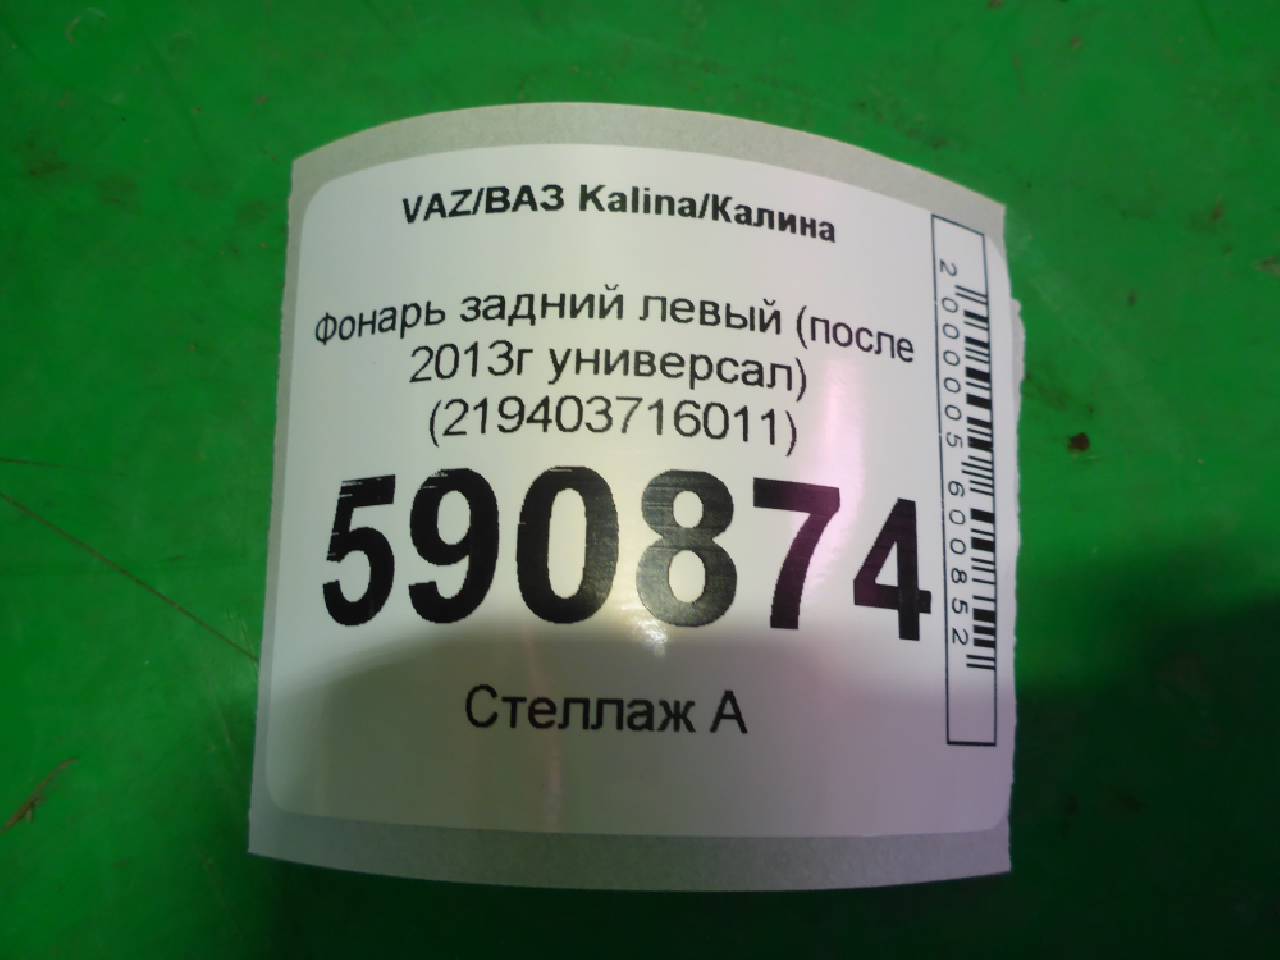 VAZ/ВАЗ Kalina/Калина
Фонарь задний левый (после
2013г универсал)
(219403716011)
590874
Стеллаж А
2000005600852